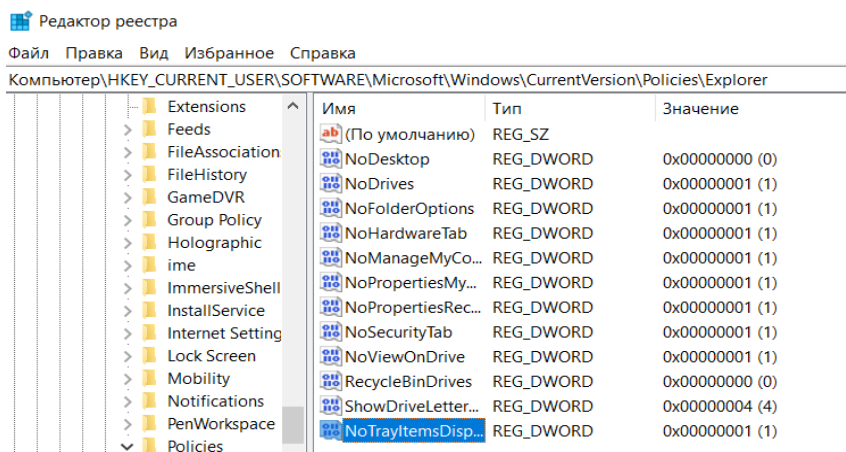 Редактор реестра
Файл Правка Вид Избранное Справка
Компьютер\HKEY_CURRENT_USER\SOFTWARE\Microsoft\Windows\CurrentVersion\Policies\Explorer
Extensions
Feeds
FileAssociation
FileHistory
GameDVR
Group Policy
Holographic
ime
ImmersiveShell
InstallService
Internet Setting
Lock Screen
Mobility
Notifications
PenWorkspace
Policies
Имя Тип Значение
(По умолчанию) REG_SZ
NoDesktop REG_DWORD 0x00000000 (0)
NoDrives REG_DWORD 0x00000001 (1)
NoFolderOptions REG_DWORD 0x00000001 (1)
NoHardwareTab REG_DWORD 0x00000001 (1)
NoManageMyCo... REG_DWORD 0x00000001 (1)
NoPropertiesMy... REG_DWORD 0x00000001 (1)
NoPropertiesRec... REG_DWORD 0x00000001 (1)
NoSecurityTab REG_DWORD 0x00000001 (1)
NoViewOnDrive REG_DWORD 0x00000001 (1)
RecycleBinDrives REG_DWORD 0x00000000 (0)
ShowDriveLetter... REG_DWORD 0x00000004 (4)
NoTrayItemsDisp... REG_DWORD 0x00000001 (1)